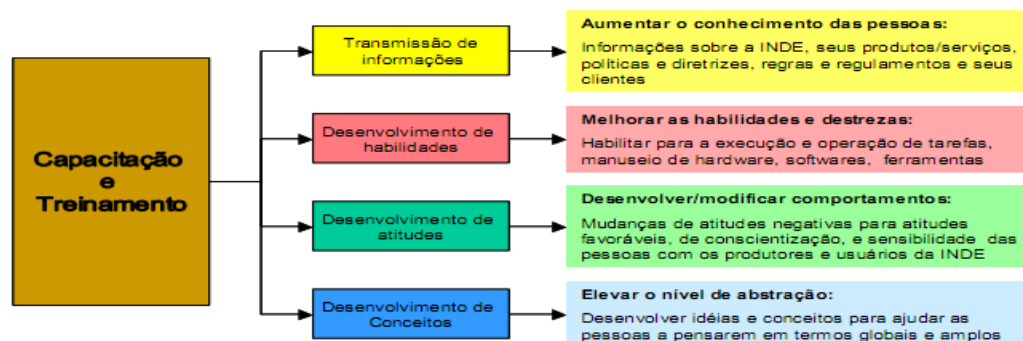 Capacitação
e
Treinamento
Transmissão de
informações
Aumentar o conhecimento das pessoas:
Informações sobre a INDE, seus produtos/serviços,
políticas e diretrizes, regras e regulamentos e seus
clientes
Desenvolvimento de
habilidades
Melhorar as habilidades e destrezas:
Habilitar para a execução e operação de tarefas,
manuseio de hardware, softwares, ferramentas
Desenvolvimento de
atitudes
Desenvolver/modificar comportamentos:
Mudanças de atitudes negativas para atitudes
favoráveis, de conscientização, e sensibilidade das
pessoas com os produtores e usuários da INDE
Desenvolvimento de
Conceitos
Elevar o nível de abstração:
Desenvolver idéias e conceitos para ajudar as
pessoas a pensarem em termos globais e amplos